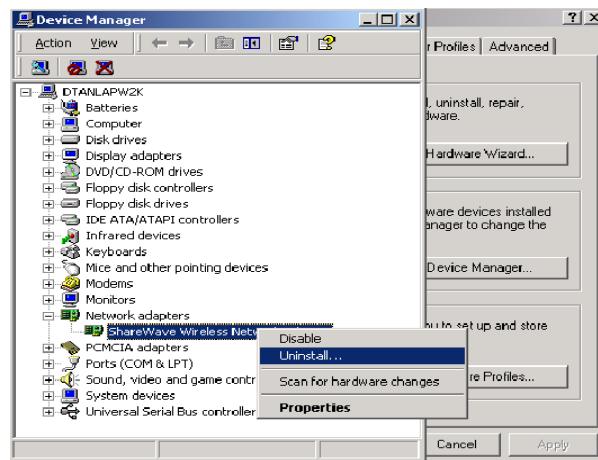 Device Manager
Action View
DTANLAPW2K
Batteries
Computer
Disk drives
Display adapters
DVD/CD-ROM drives
Floppy disk controllers
Floppy disk drives
IDE ATA/ATAPI controllers
Infrared devices
Keyboards
Mice and other pointing devices
Modems
Monitors
Network adapters
ShareWave Wireless Netw
PCMCIA adapters
Ports (COM & LPT)
Sound, video and game contr
System devices
Universal Serial Bus controller
Disable
Uninstall...
Scan for hardware changes
Properties
r Profiles Advanced
l, uninstall, repair,
dware.
Hardware Wizard...
ware devices installed
anager to change the
Device Manager...
ou to set up and store
re Profiles...
Cancel Apply